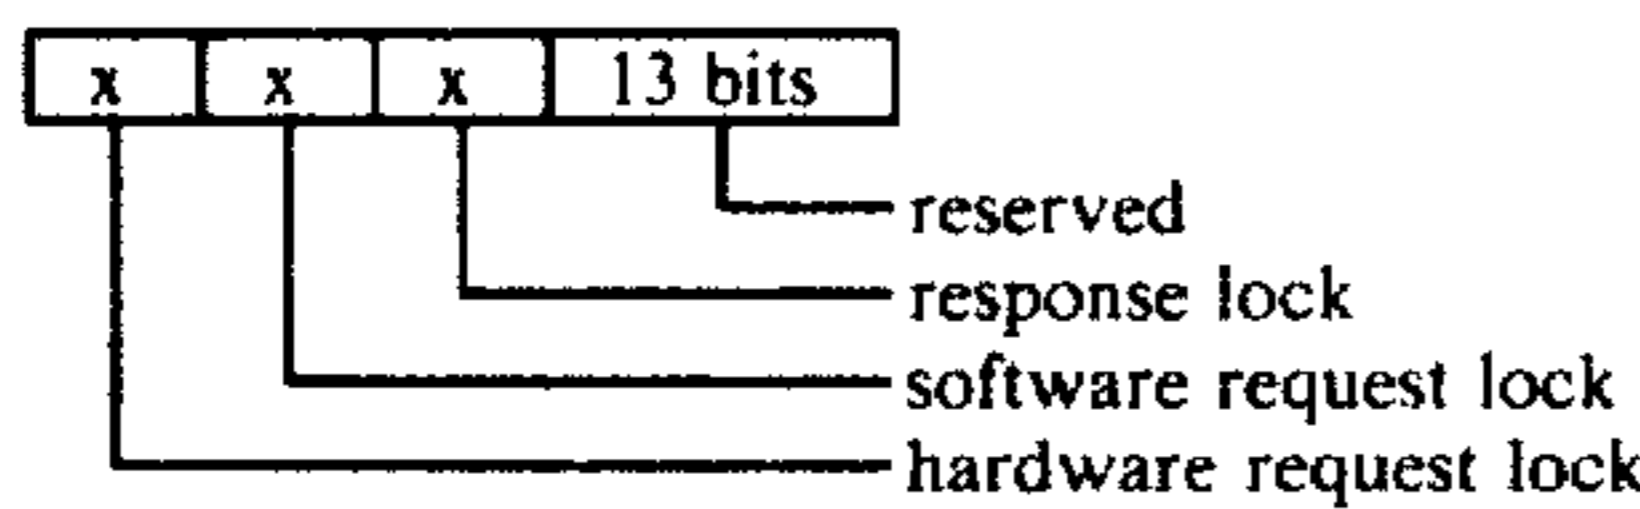 x x x 13 bits
reserved
response lock
software request lock
hardware request lock